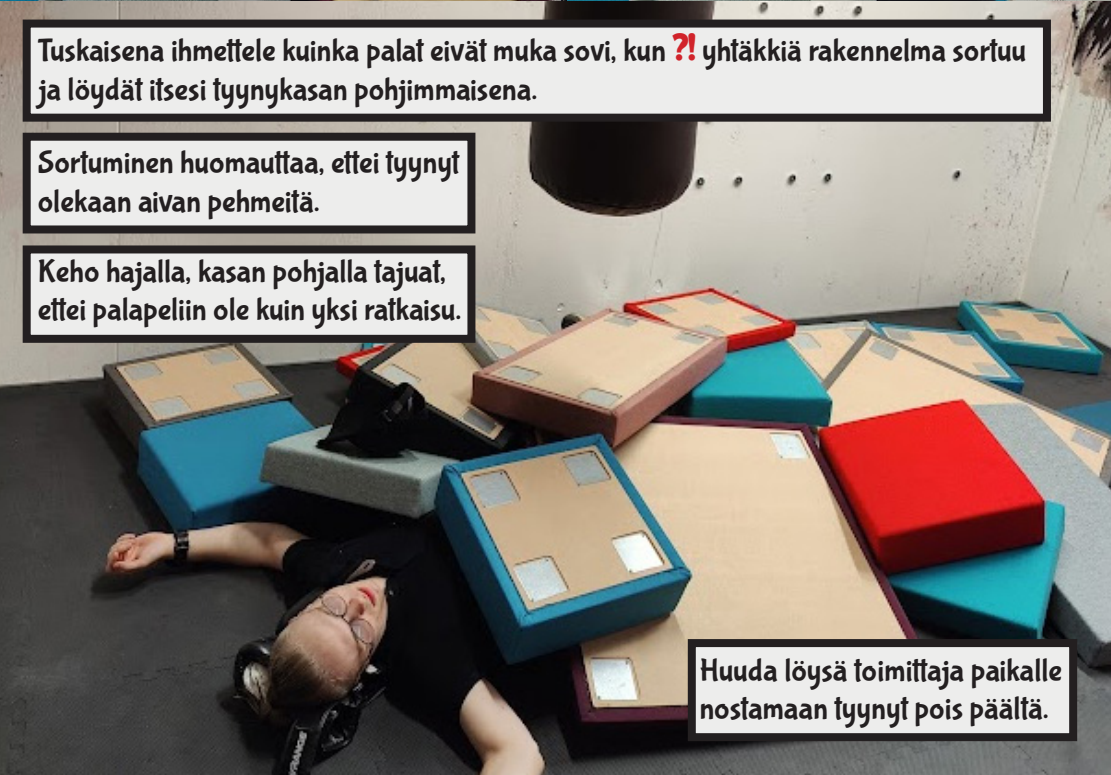 Tuskaisena ihmettele kuinka palat eivät muka sovi, kun ?! yhtäkkiä rakennelma sortuu
ja löydät itsesi tyynykasan pohjimmaisena.
Sortuminen huomauttaa, ettei tyynyt
olekaan aivan pehmeitä.
Keho hajalla, kasan pohjalla tajuat,
ettei palapeliin ole kuin yksi ratkaisu.
Huuda löysä toimittaja paikalle
nostamaan tyynyt pois päältä.